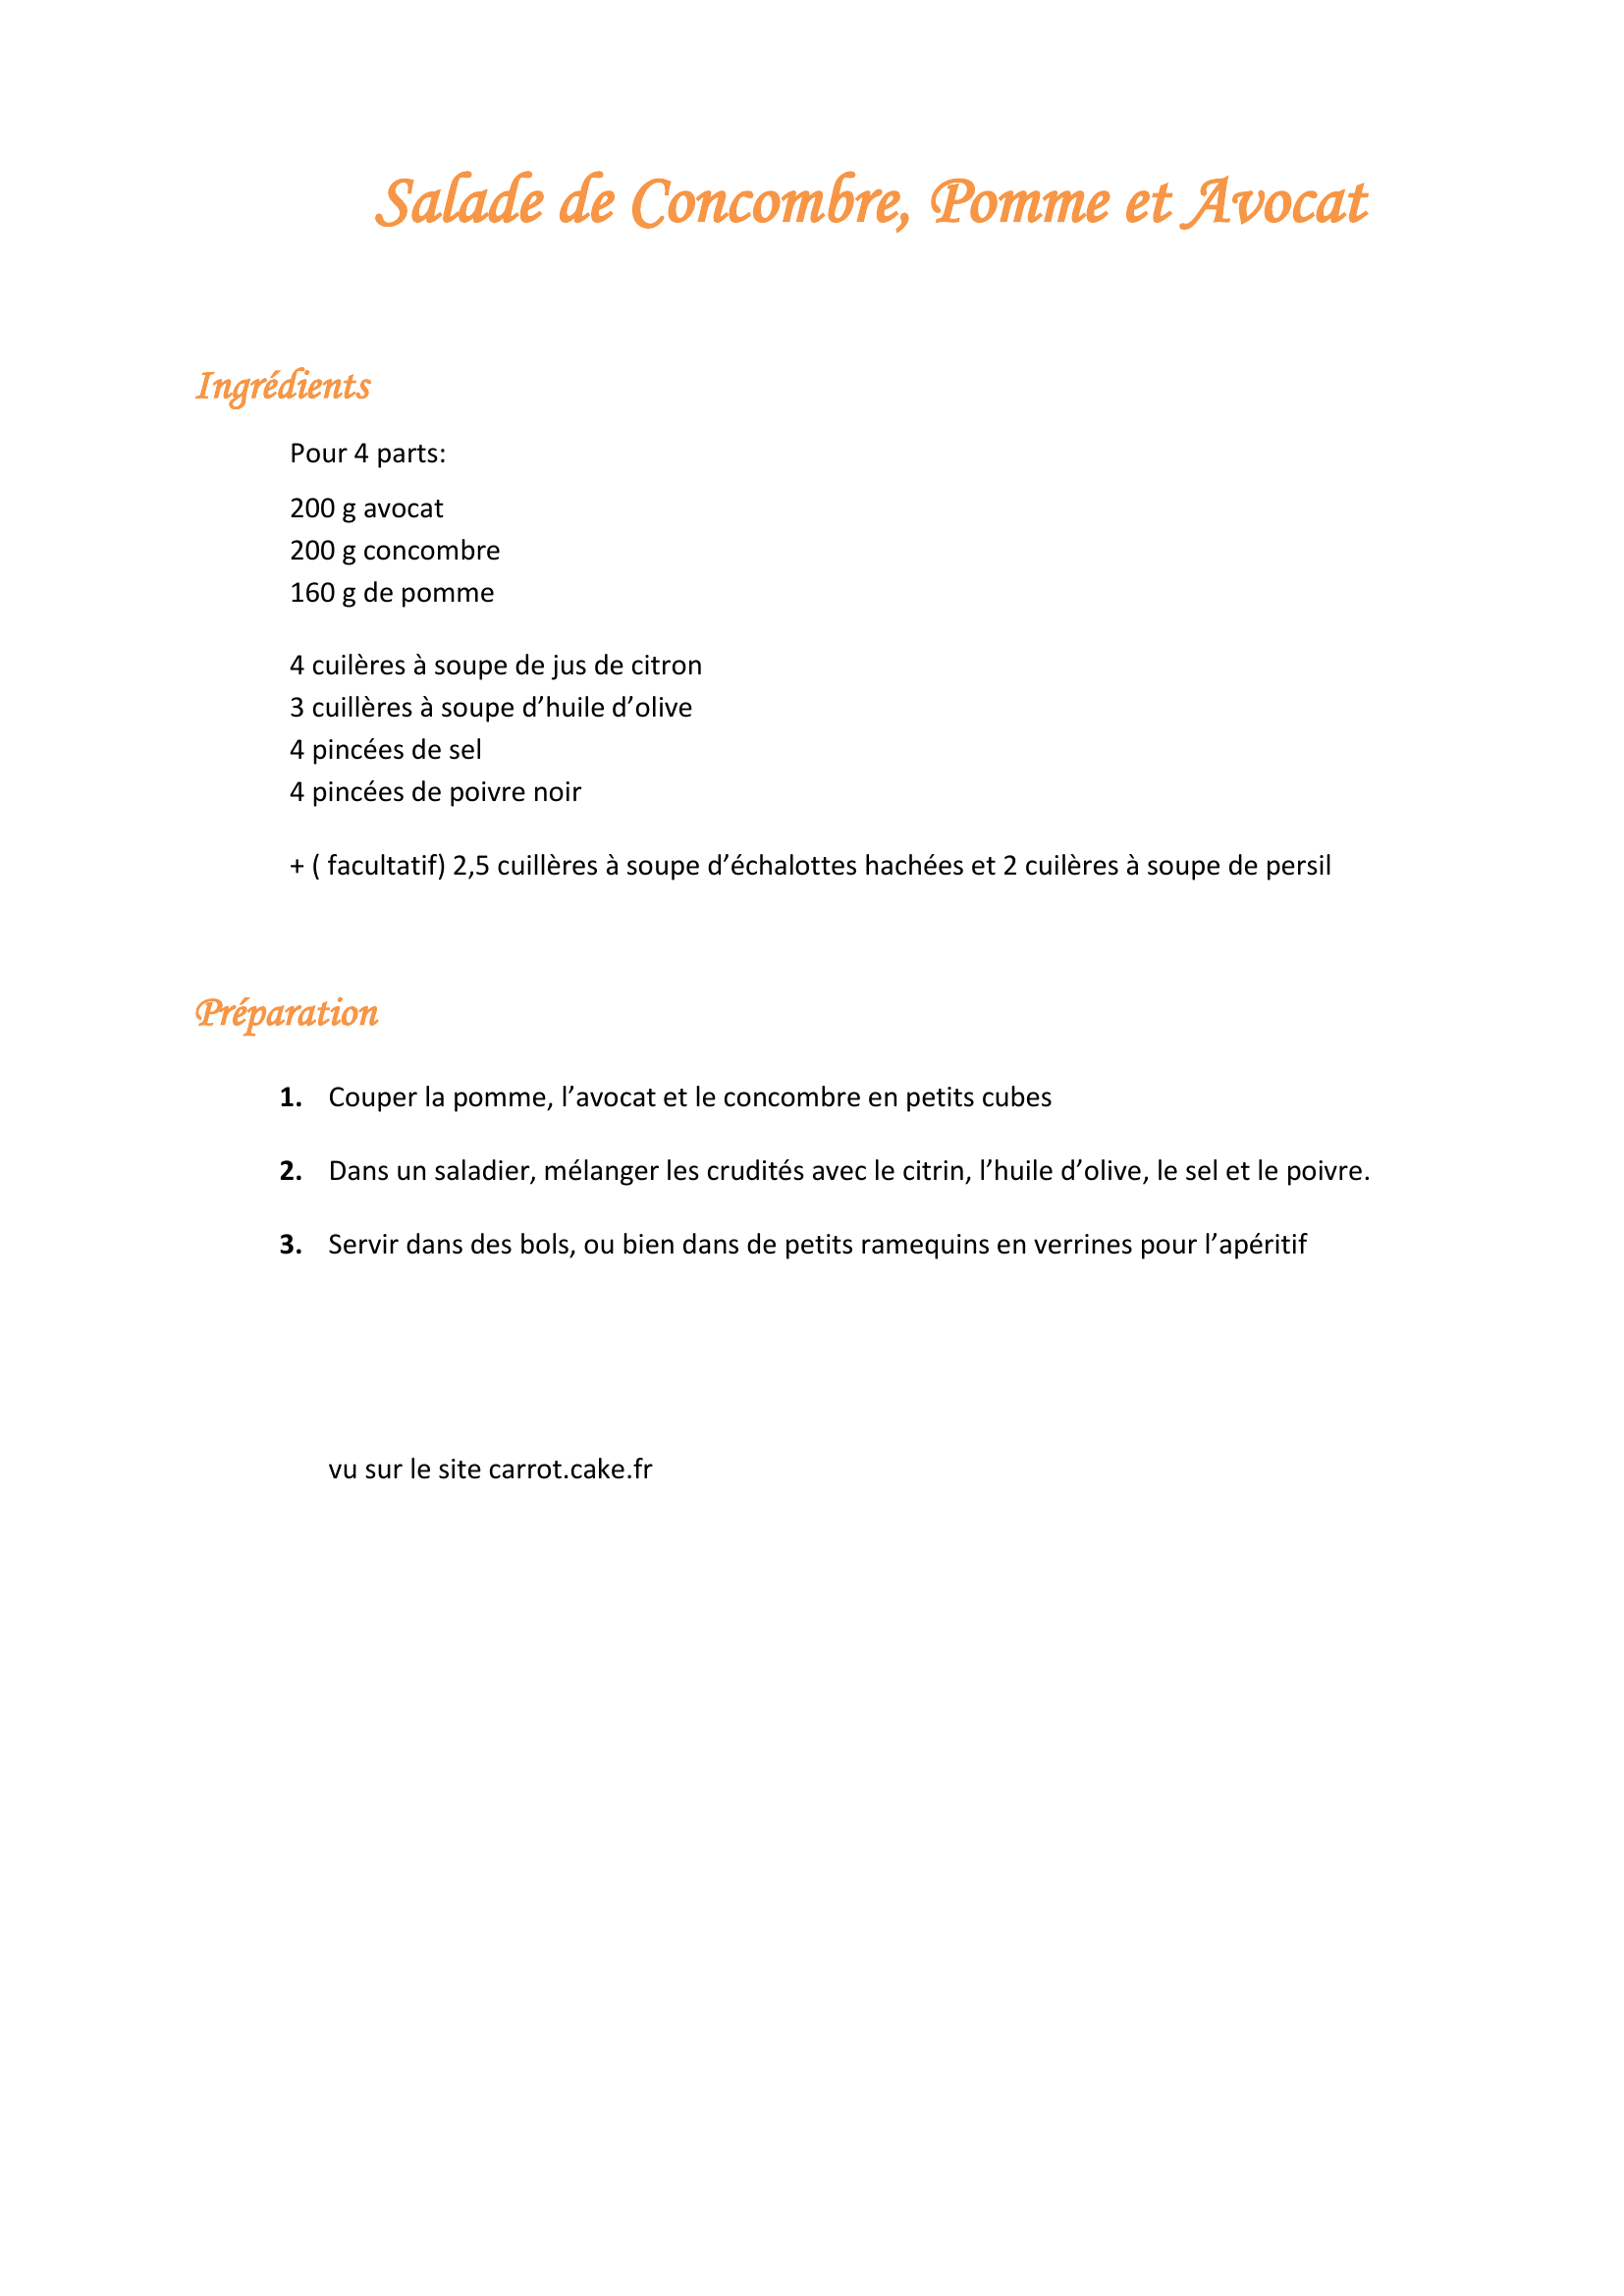 Salade de Concombre, Pomme et Avocat
Ingrédients
Pour 4 parts:
200 g avocat
200 g concombre
160 g de pomme
4 cuilères à soupe de jus de citron
3 cuillères à soupe d’huile d’olive
4 pincées de sel
4 pincées de poivre noir
+ ( facultatif) 2,5 cuillères à soupe d’échalottes hachées et 2 cuilères à soupe de persil
Préparation
1. Couper la pomme, l’avocat et le concombre en petits cubes
2. Dans un saladier, mélanger les crudités avec le citrin, l’huile d’olive, le sel et le poivre.
3. Servir dans des bols, ou bien dans de petits ramequins en verrines pour l’apéritif
vu sur le site carrot.cake.fr